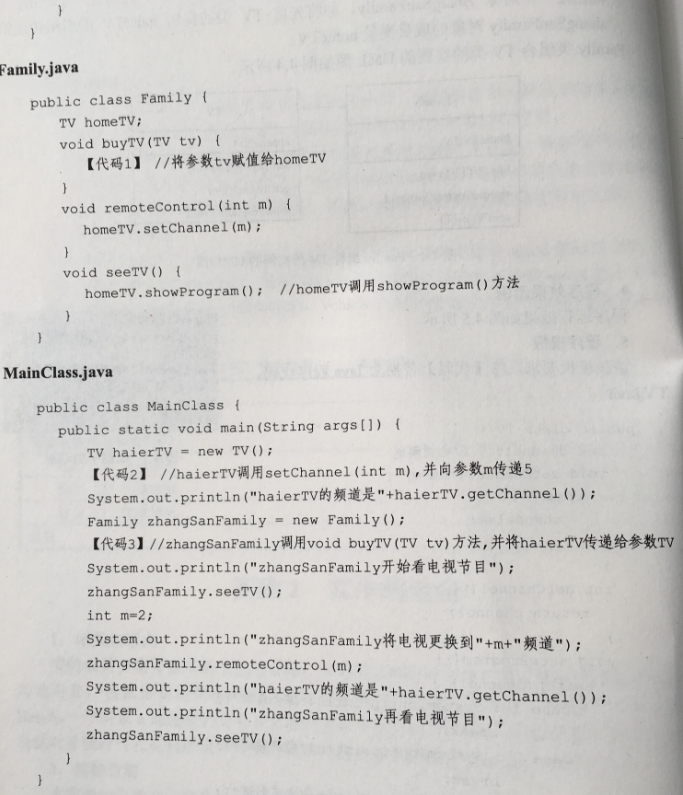 }
}
Family.java
public class Family {
TV homeTV;
void buyTV(TV tv) {
【代码1】 //将参数tv赋值给homeTV
}
void remoteControl(int m) {
homeTV.setChannel(m);
}
void seeTV() {
homeTV.showProgram(); //homeTV调用showProgram()方法
}
}
MainClass.java
public class MainClass {
public static void main(String args[]) {
TV haierTV = new TV();
【代码2】 //haierTV调用setChannel(int m),并向参数m传递5
System.out.println("haierTV的频道是"+haierTV.getChannel());
Family zhangSanFamily = new Family();
【代码3】//zhangSanFamily调用void buyTV(TV tv)方法,并将haierTV传递给参数TV
System.out.println("zhangSanFamily开始看电视节目");
zhangSanFamily.seeTV();
int m=2;
System.out.println("zhangSanFamily将电视更换到"+m+"频道");
zhangSanFamily.remoteControl(m);
System.out.println("haierTV的频道是"+haierTV.getChannel());
System.out.println("zhangSanFamily再看电视节目");
zhangSanFamily.seeTV();
}
}